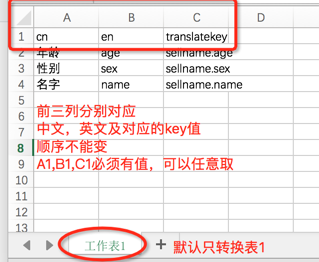 A B C D
1 cn en translatekey
2 年龄 age sellname.age
3 性别 sex sellname.sex
4 名字 name sellname.name
5
6 前三列分别对应
7 中文，英文及对应的key值
8 顺序不能变
9 A1,B1,C1必须有值，可以任意取
10
11
12
13
工作表1 + 默认只转换表1